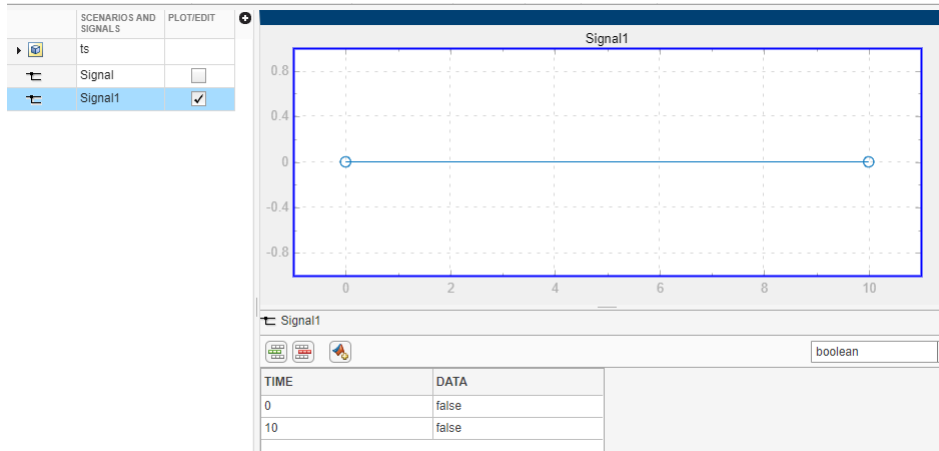 SCENARIOS AND SIGNALS PLOT/EDIT
ts
Signal
Signal1
Signal1
0.8
0.4
0
-0.4
-0.8
0 2 4 6 8 10
Signal1
boolean
TIME DATA
0 false
10 false